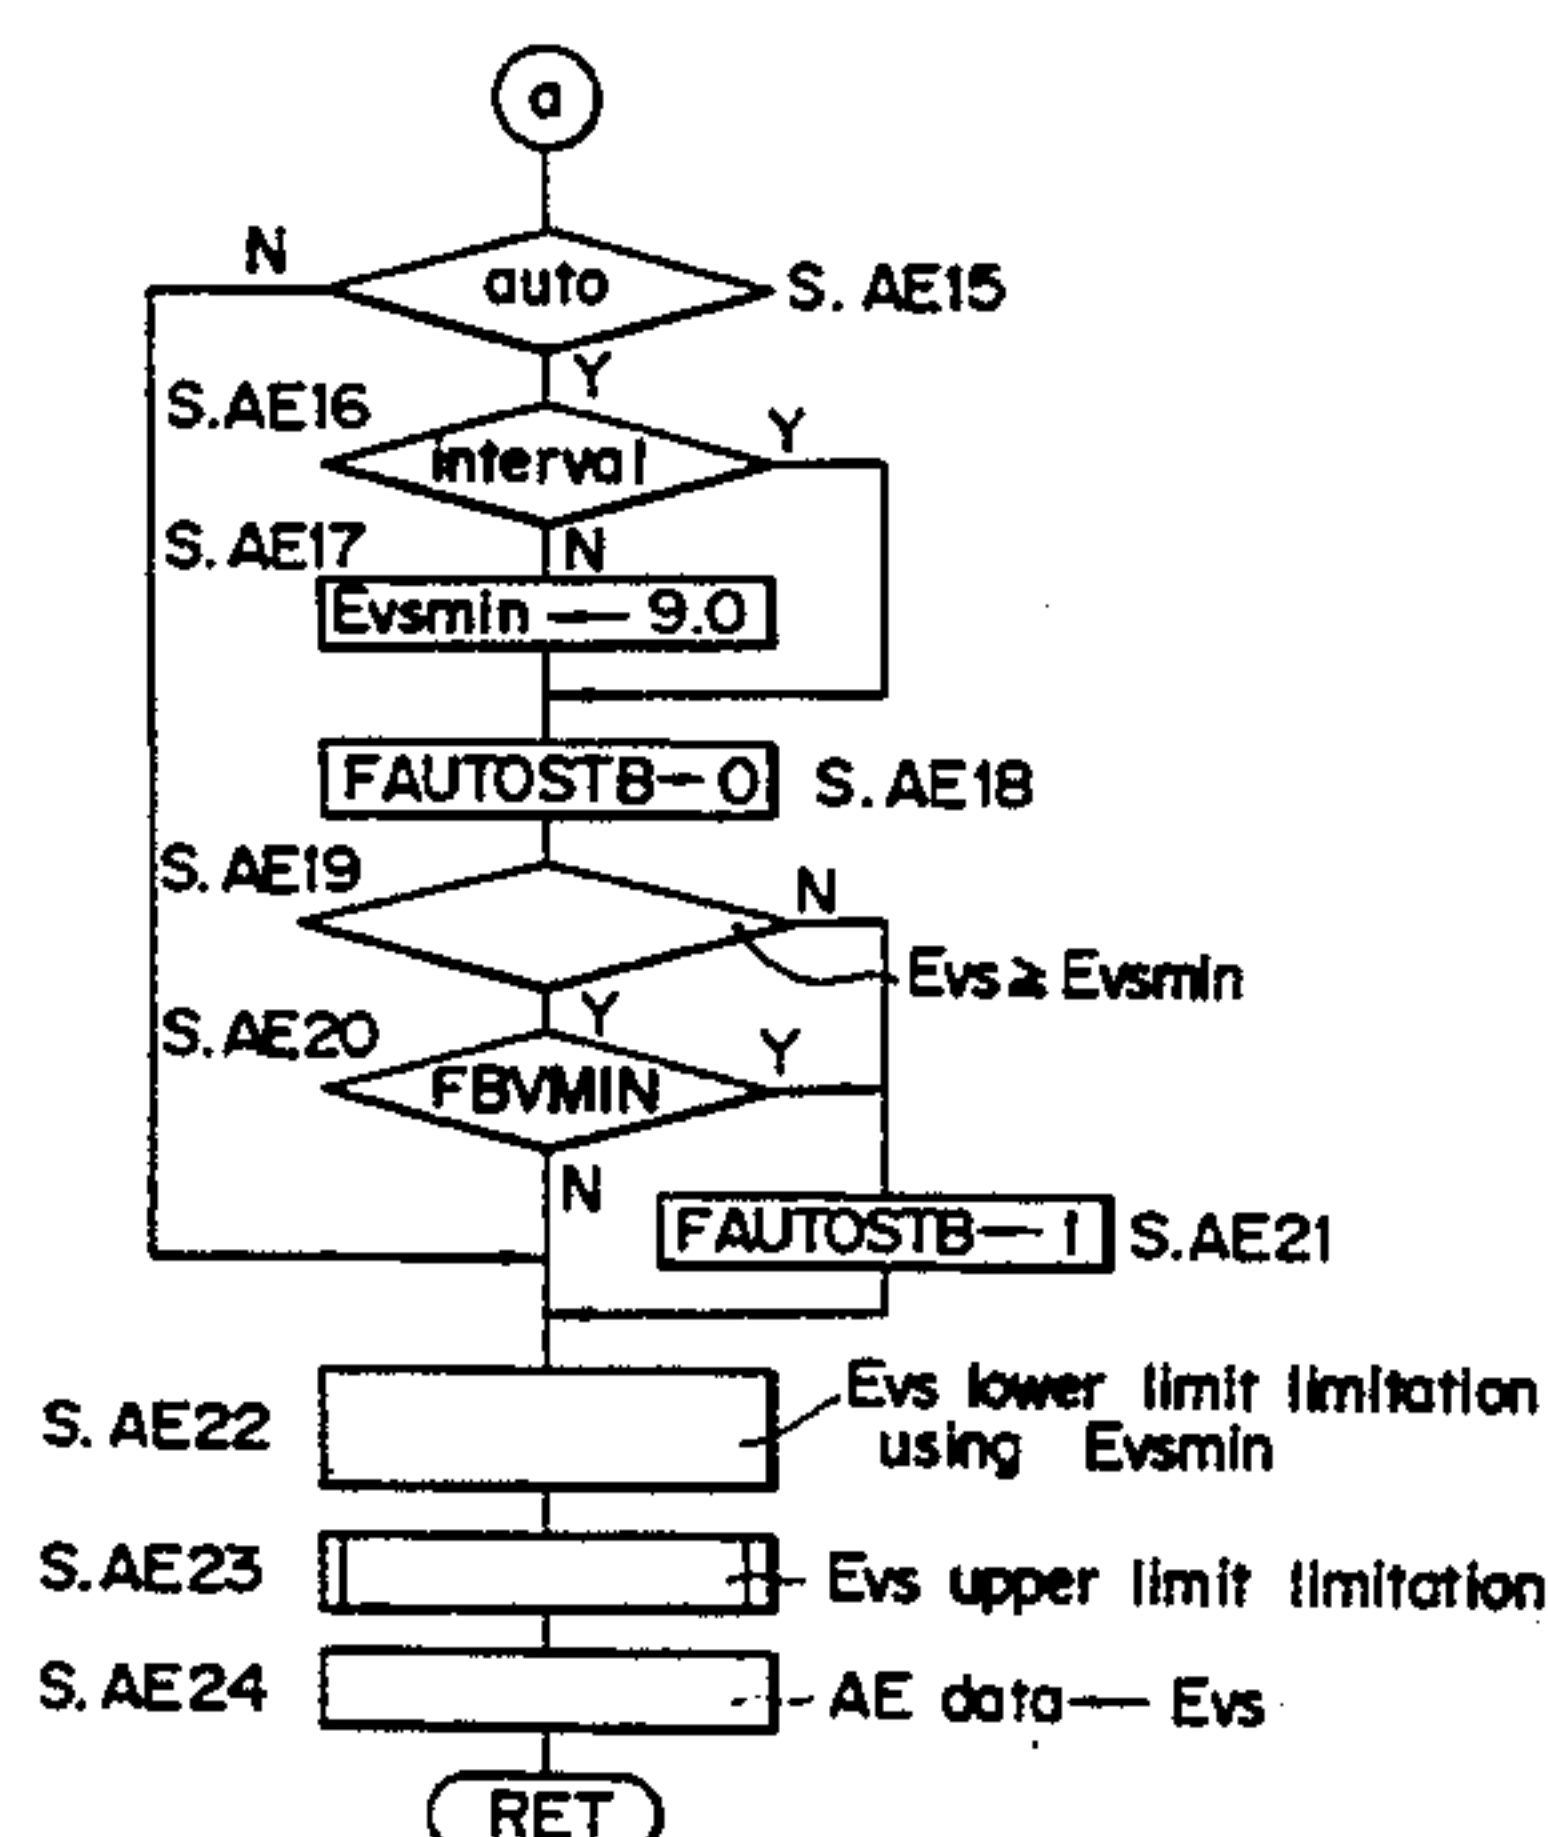 a
N
auto
S. AE15
Y
S.AE16
Y
interval
S. AE17
N
Evsmin ← 9.0
FAUTOSTB ← 0
S. AE18
S. AE19
N
Evs ≧ Evsmin
Y
S.AE20
Y
FBVMIN
N
FAUTOSTB ← 1
S.AE21
S. AE22
Evs lower limit limitation
using Evsmin
S.AE23
Evs upper limit limitation
S. AE24
AE data ← Evs
RET